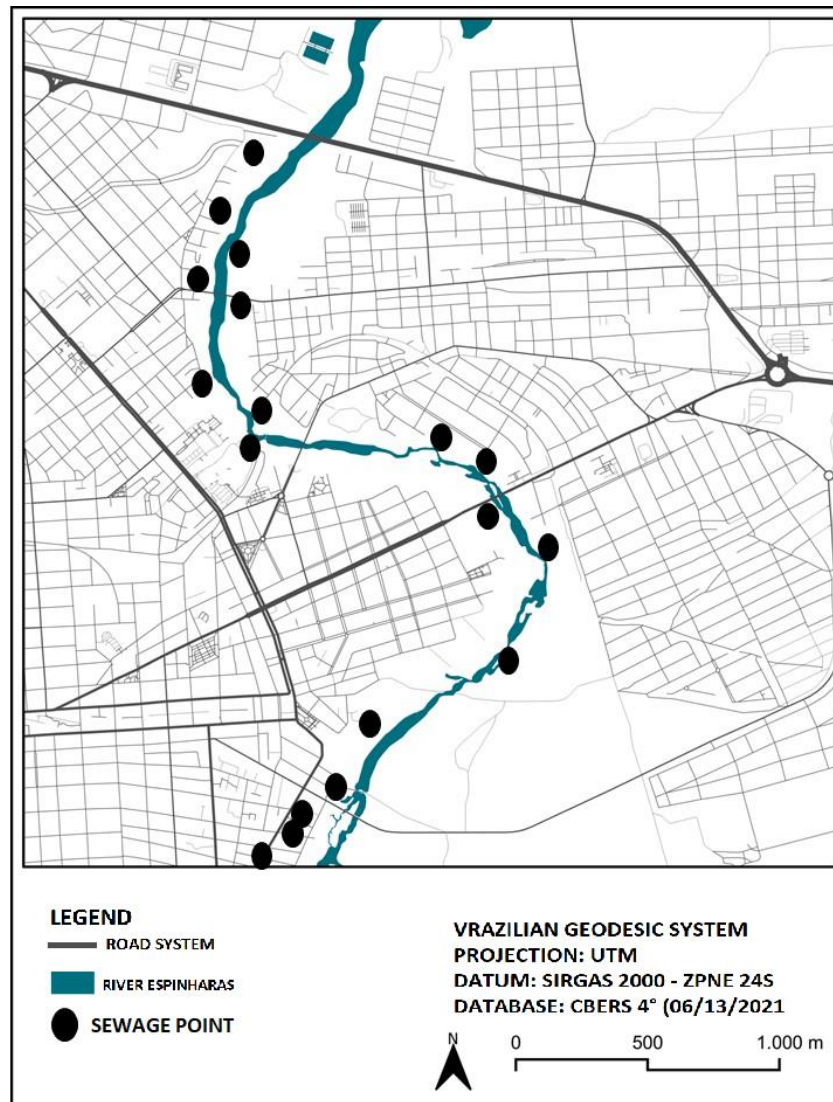 LEGEND
ROAD SYSTEM
RIVER ESPINHARAS
SEWAGE POINT
VRAZILIAN GEODESIC SYSTEM
PROJECTION: UTM
DATUM: SIRGAS 2000 - ZPNE 24S
DATABASE: CBERS 4° (06/13/2021
N
0 500 1.000 m